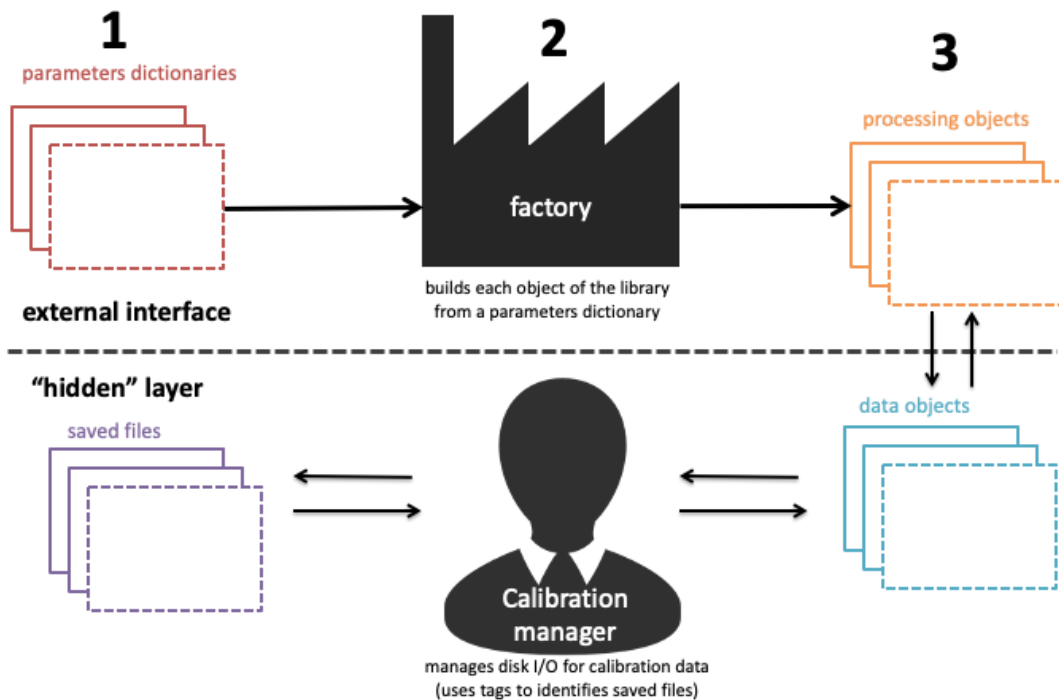 1
parameters dictionaries
2
3
processing objects
factory
builds each object of the library
from a parameters dictionary
external interface
“hidden” layer
saved files
data objects
Calibration
manager
manages disk I/O for calibration data
(uses tags to identifies saved files)